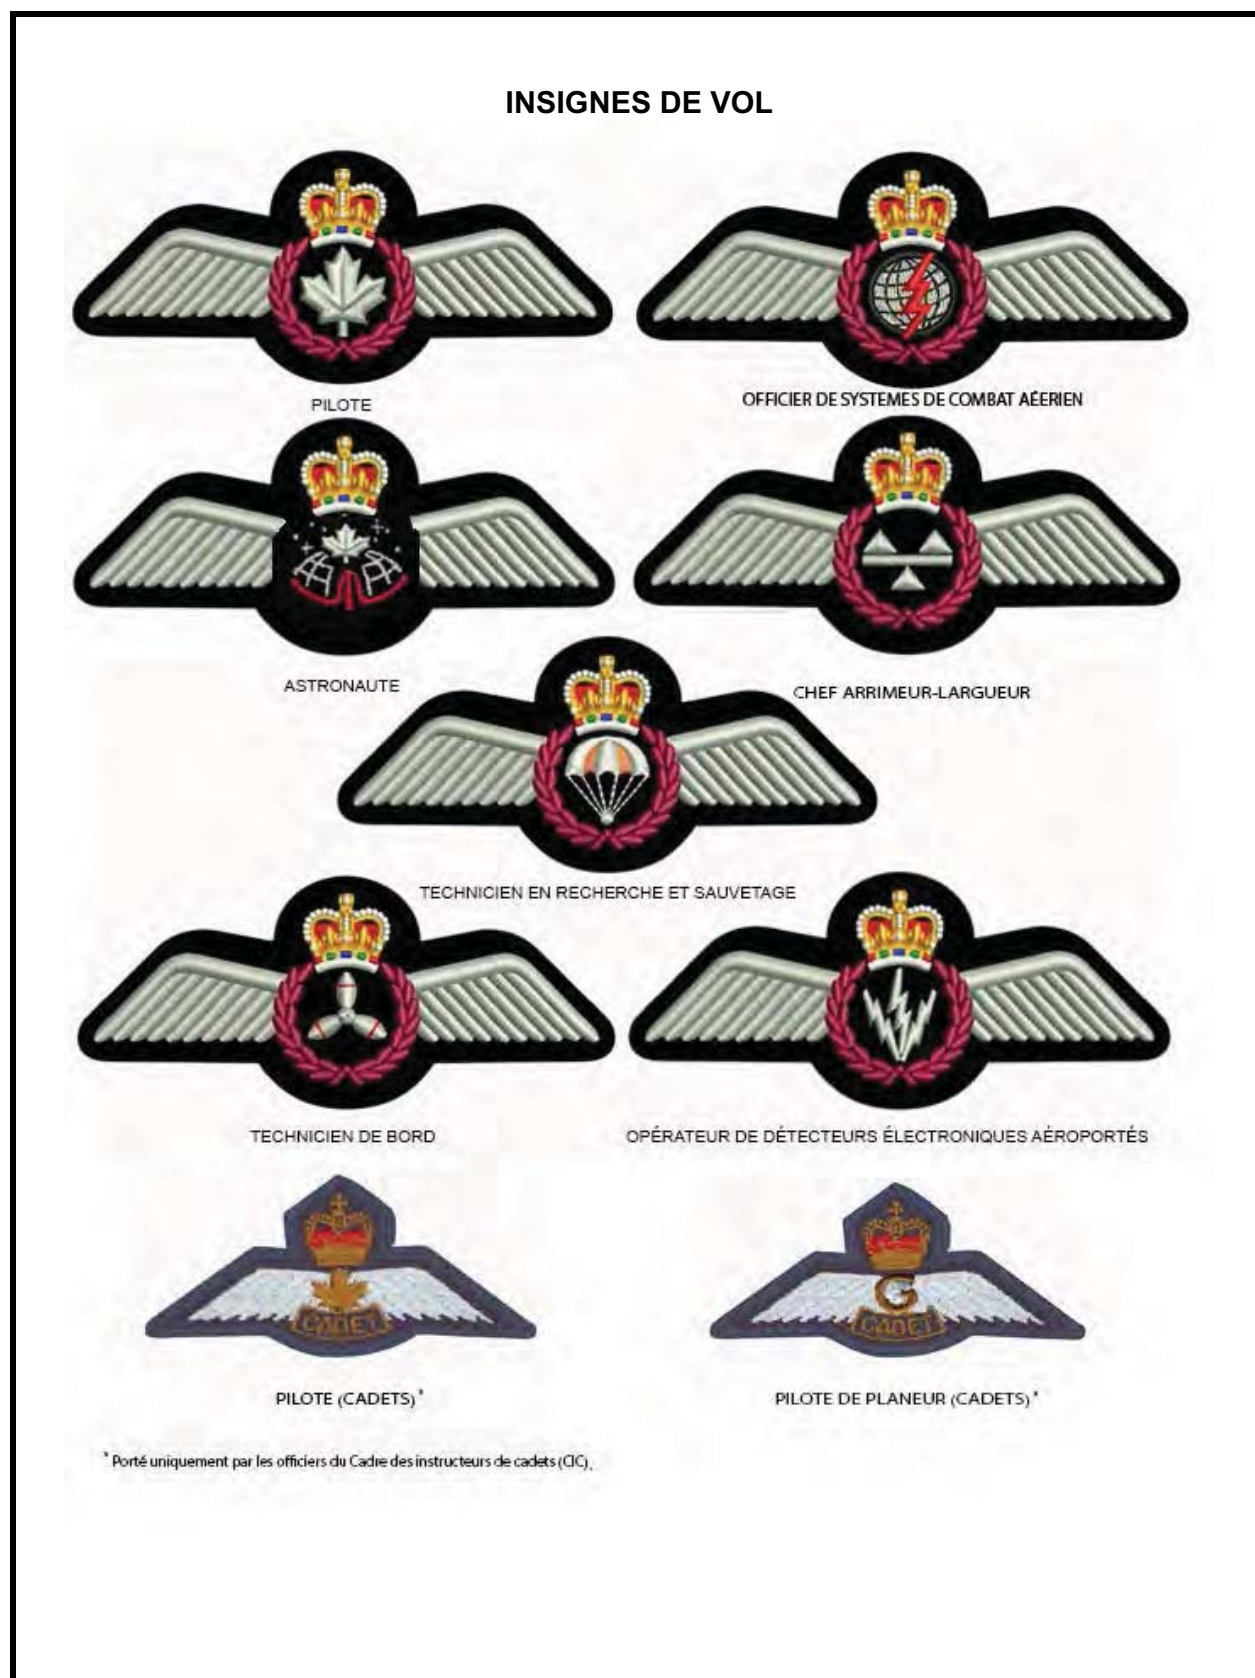 INSIGNES DE VOL
PILOTE
OFFICIER DE SYSTEMES DE COMBAT AÉERIEN
ASTRONAUTE
CHEF ARRIMEUR-LARGUEUR
TECHNICIEN EN RECHERCHE ET SAUVETAGE
TECHNICIEN DE BORD
OPÉRATEUR DE DÉTECTEURS ÉLECTRONIQUES AÉROPORTÉS
CADET
G
CADET
PILOTE (CADETS) *
PILOTE DE PLANEUR (CADETS) *
* Porté uniquement par les officiers du Cadre des instructeurs de cadets (CIC).